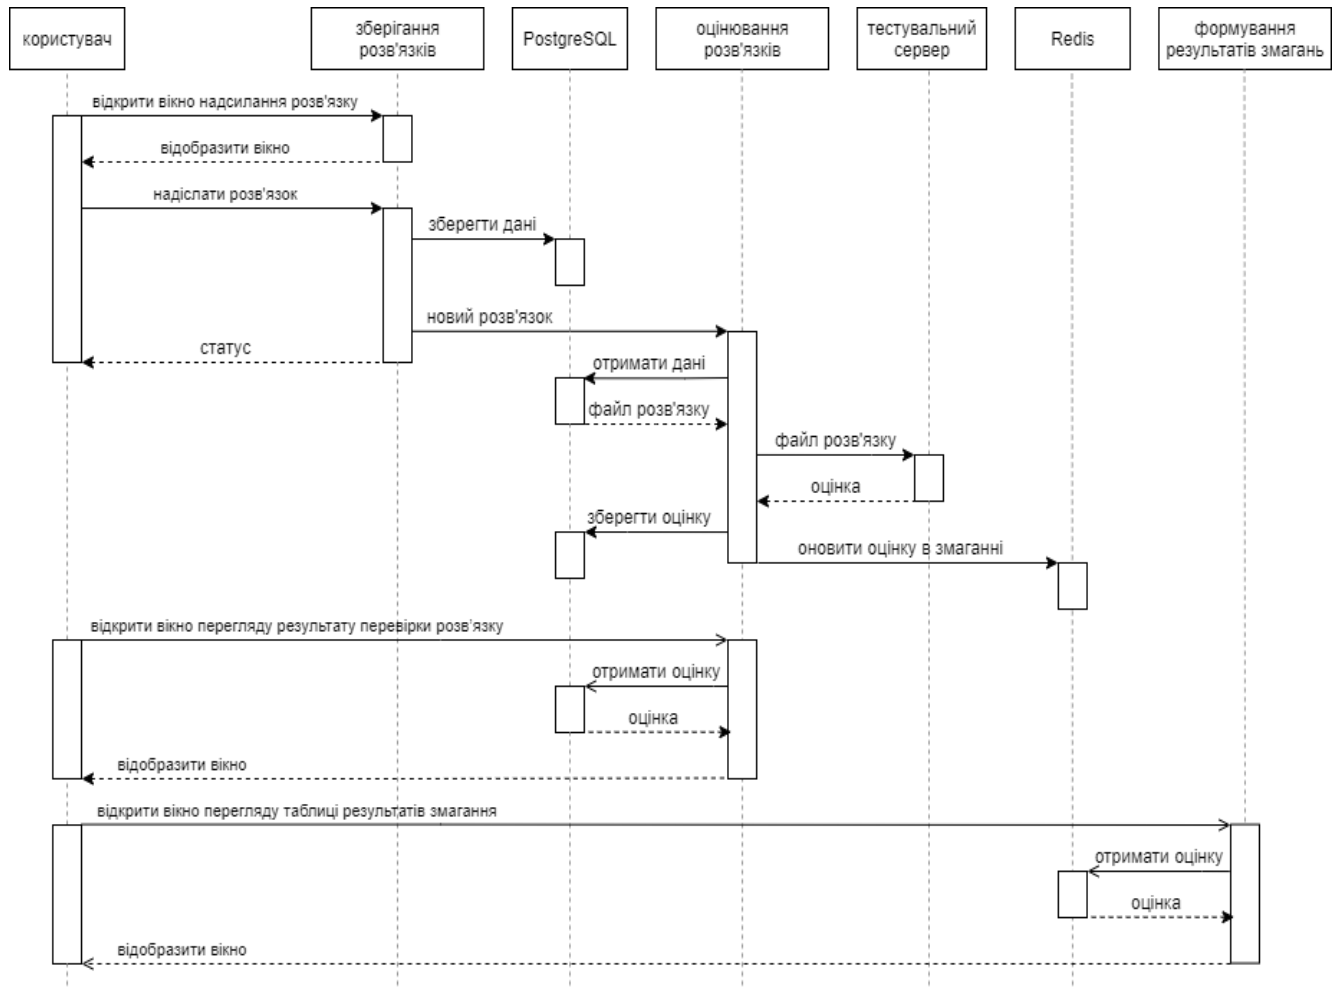 користувач
зберігання
розв'язків
PostgreSQL
оцінювання
розв'язків
тестувальний
сервер
Redis
формування
результатів змагань
відкрити вікно надсилання розв'язку
відобразити вікно
надіслати розв'язок
зберегти дані
новий розв'язок
статус
отримати дані
файл розв'язку
файл розв'язку
оцінка
зберегти оцінку
оновити оцінку в змаганні
відкрити вікно перегляду результату перевірки розв'язку
отримати оцінку
оцінка
відобразити вікно
відкрити вікно перегляду таблиці результатів змагання
отримати оцінку
оцінка
відобразити вікно